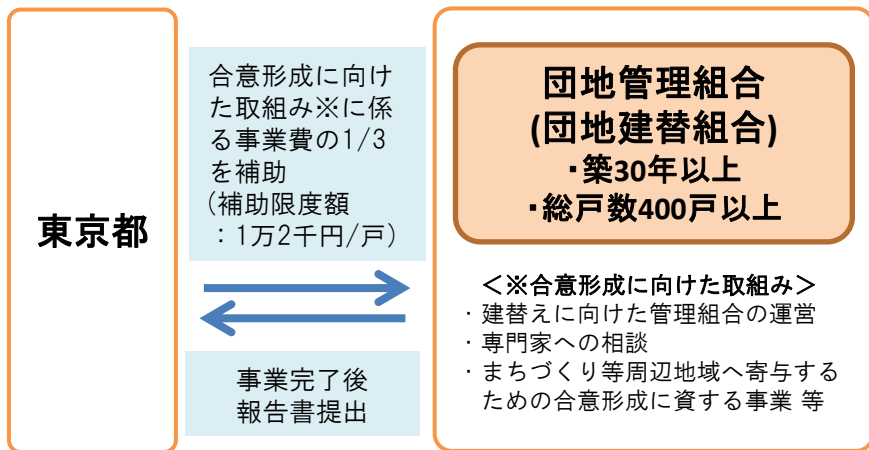 東京都
合意形成に向け
た取組み※に係
る事業費の1/3
を補助
(補助限度額
：1万2千円/戸)
事業完了後
報告書提出
団地管理組合
(団地建替組合)
・築30年以上
・総戸数400戸以上
＜※合意形成に向けた取組み＞
・建替えに向けた管理組合の運営
・専門家への相談
・まちづくり等周辺地域へ寄与する
ための合意形成に資する事業 等